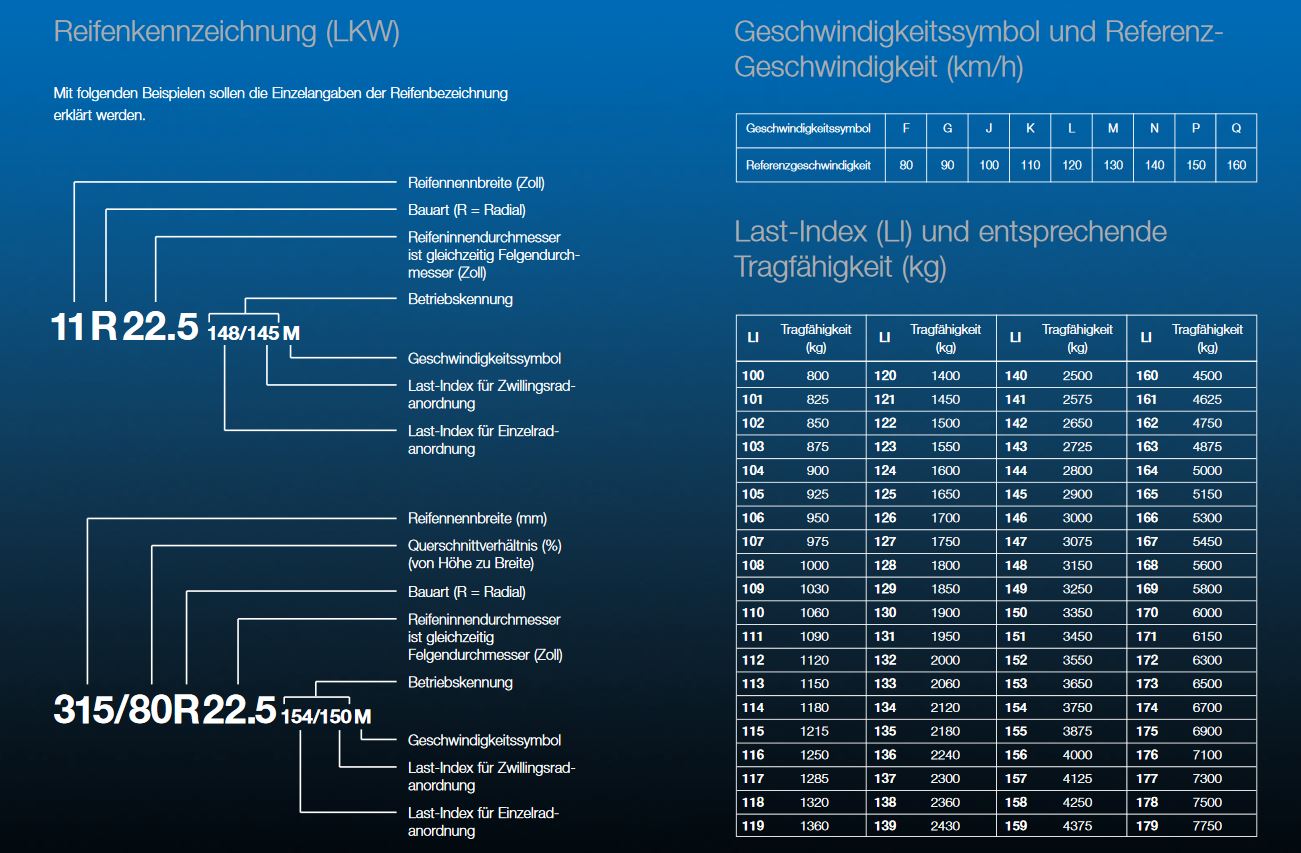 Reifenkennzeichnung (LKW)
Mit folgenden Beispielen sollen die Einzelangaben der Reifenbezeichnung
erklärt werden.
Reifennennbreite (Zoll)
Bauart (R = Radial)
Reifeninnendurchmesser
ist gleichzeitig Felgendurch-
messer (Zoll)
Betriebskennung
11 R 22.5 148/145 M
Geschwindigkeitssymbol
Last-Index für Zwillingsrad-
anordnung
Last-Index für Einzelrad-
anordnung
Reifennennbreite (mm)
Querschnittverhältnis (%)
(von Höhe zu Breite)
Bauart (R = Radial)
Reifeninnendurchmesser
ist gleichzeitig
Felgendurchmesser (Zoll)
Betriebskennung
315/80R22.5 154/150 M
Geschwindigkeitssymbol
Last-Index für Zwillingsrad-
anordnung
Last-Index für Einzelrad-
anordnung
Geschwindigkeitssymbol und Referenz-
Geschwindigkeit (km/h)
Geschwindigkeitssymbol F G J K L M N P Q
Referenzgeschwindigkeit 80 90 100 110 120 130 140 150 160
Last-Index (LI) und entsprechende
Tragfähigkeit (kg)
LI Tragfähigkeit (kg) LI Tragfähigkeit (kg) LI Tragfähigkeit (kg) LI Tragfähigkeit (kg)
100 800 120 1400 140 2500 160 4500
101 825 121 1450 141 2575 161 4625
102 850 122 1500 142 2650 162 4750
103 875 123 1550 143 2725 163 4875
104 900 124 1600 144 2800 164 5000
105 925 125 1650 145 2900 165 5150
106 950 126 1700 146 3000 166 5300
107 975 127 1750 147 3075 167 5450
108 1000 128 1800 148 3150 168 5600
109 1030 129 1850 149 3250 169 5800
110 1060 130 1900 150 3350 170 6000
111 1090 131 1950 151 3450 171 6150
112 1120 132 2000 152 3550 172 6300
113 1150 133 2060 153 3650 173 6500
114 1180 134 2120 154 3750 174 6700
115 1215 135 2180 155 3875 175 6900
116 1250 136 2240 156 4000 176 7100
117 1285 137 2300 157 4125 177 7300
118 1320 138 2360 158 4250 178 7500
119 1360 139 2430 159 4375 179 7750